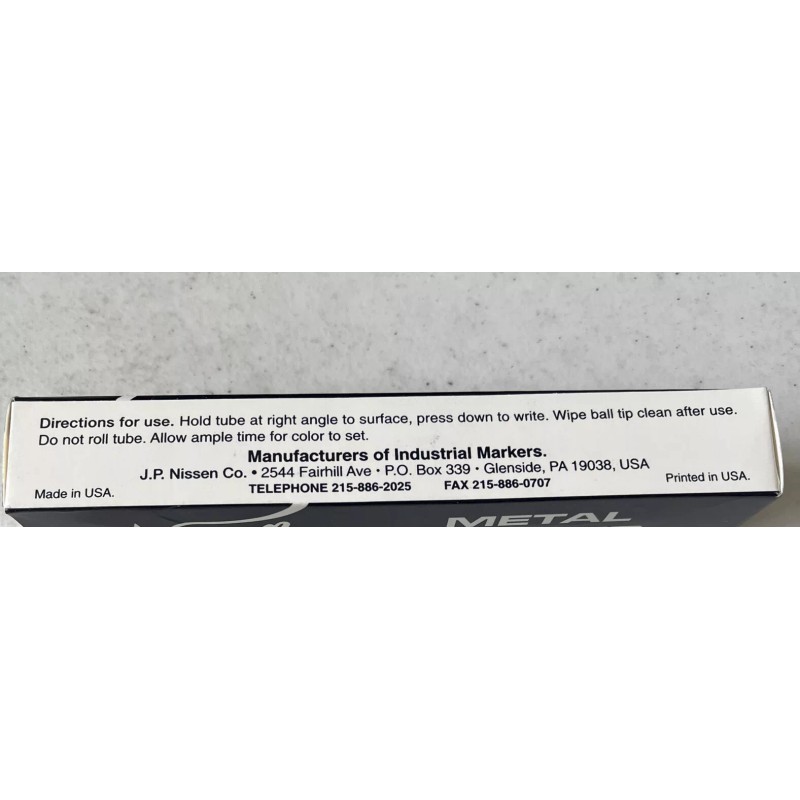 Directions for use. Hold tube at right angle to surface, press down to write. Wipe ball tip clean after use.
Do not roll tube. Allow ample time for color to set.
Manufacturers of Industrial Markers.
J.P. Nissen Co. • 2544 Fairhill Ave • P.O. Box 339 • Glenside, PA 19038, USA
Made in USA.
TELEPHONE 215-886-2025 FAX 215-886-0707
Printed in USA.
METAL